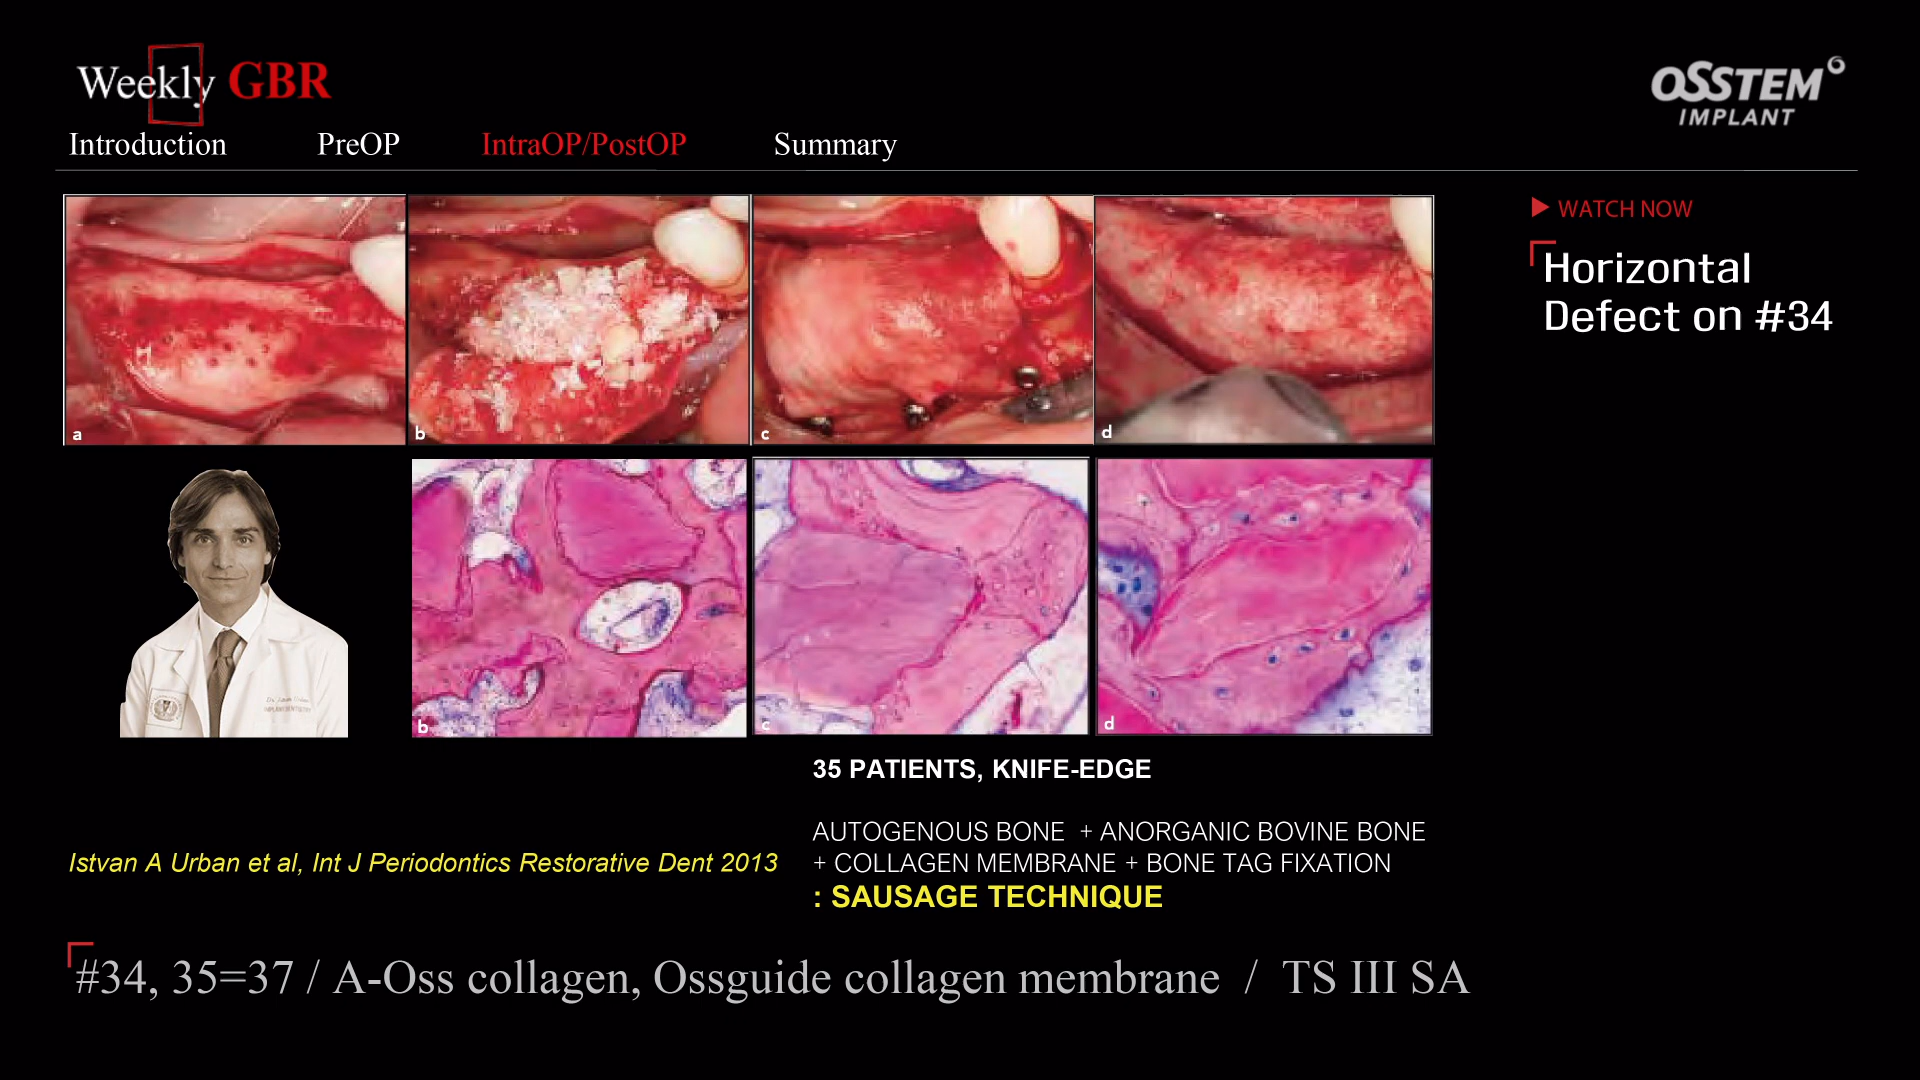 Weekly GBR
OSSTEM
IMPLANT
Introduction PreOP IntraOP/PostOP Summary
WATCH NOW
Horizontal
Defect on #34
a b c d
b c d
35 PATIENTS, KNIFE-EDGE
AUTOGENOUS BONE + ANORGANIC BOVINE BONE
+ COLLAGEN MEMBRANE + BONE TAG FIXATION
: SAUSAGE TECHNIQUE
Istvan A Urban et al, Int J Periodontics Restorative Dent 2013
#34, 35=37 / A-Oss collagen, Ossguide collagen membrane / TS III SA